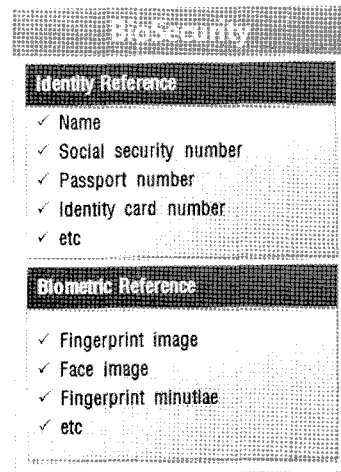 BioSecurity
Identity Reference
✓ Name
✓ Social security number
✓ Passport number
✓ Identity card number
✓ etc
Biometric Reference
✓ Fingerprint image
✓ Face image
✓ Fingerprint minutiae
✓ etc